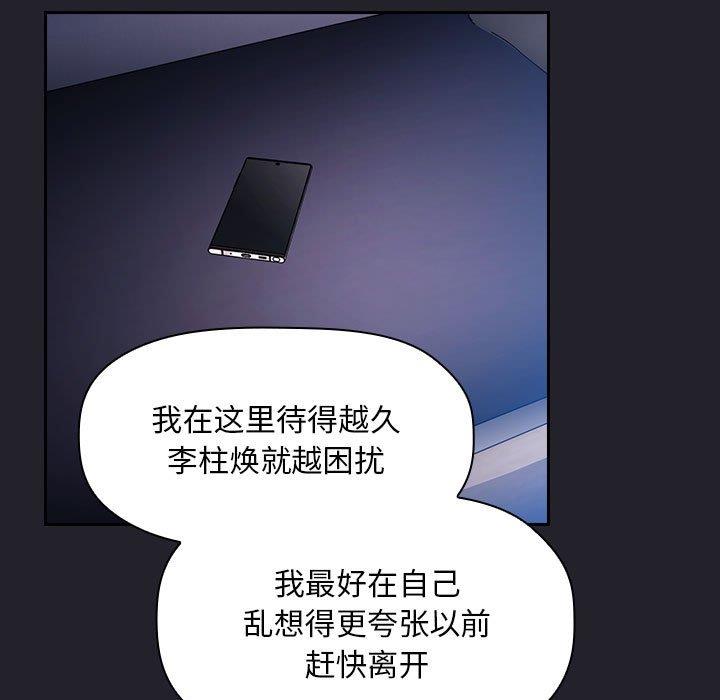 我在这里待得越久
李柱焕就越困扰
我最好在自己
乱想得更夸张以前
赶快离开